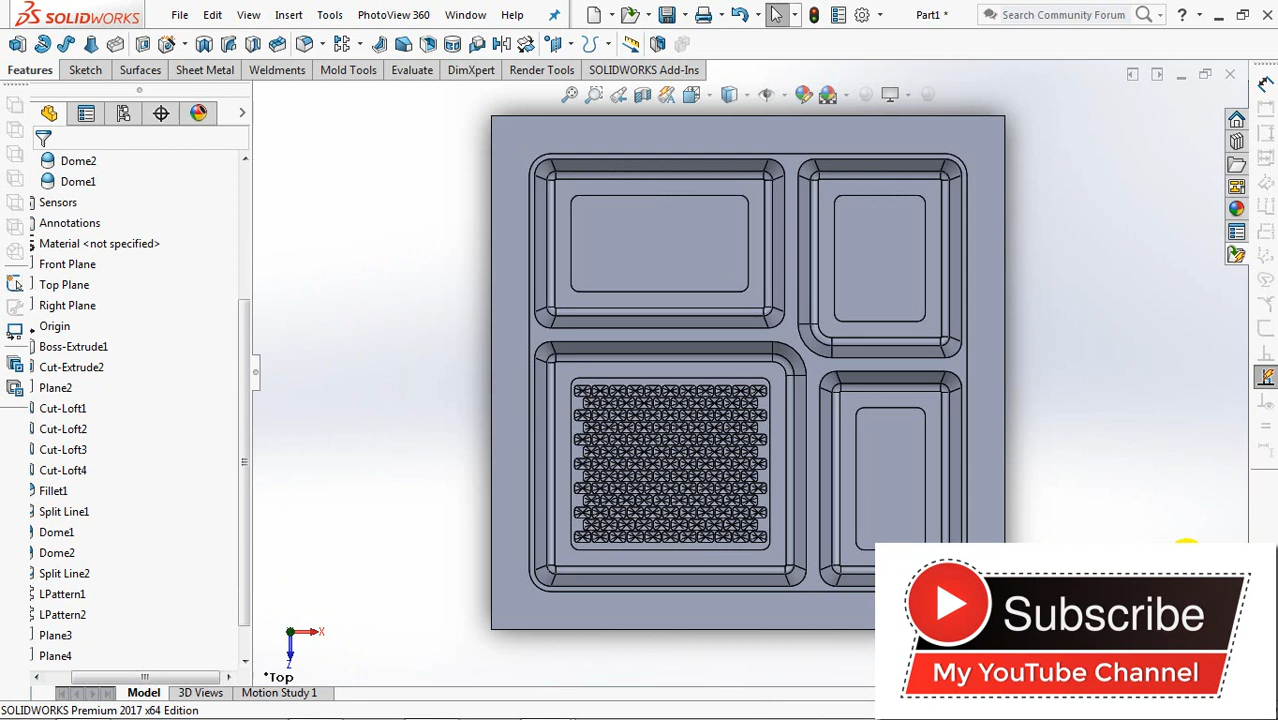 SOLIDWORKS File Edit View Insert Tools PhotoView 360 Window Help Part1 * Search Community Forum ?
Features Sketch Surfaces Sheet Metal Weldments Mold Tools Evaluate DimXpert Render Tools SOLIDWORKS Add-Ins
Dome2
Dome1
Sensors
Annotations
Material <not specified>
Front Plane
Top Plane
Right Plane
Origin
Boss-Extrude1
Cut-Extrude2
Plane2
Cut-Loft1
Cut-Loft2
Cut-Loft3
Cut-Loft4
Fillet1
Split Line1
Dome1
Dome2
Split Line2
LPattern1
LPattern2
Plane3
Plane4
X
Z
*Top
Subscribe
My YouTube Channel
Model 3D Views Motion Study 1
SOLIDWORKS Premium 2017 x64 Edition